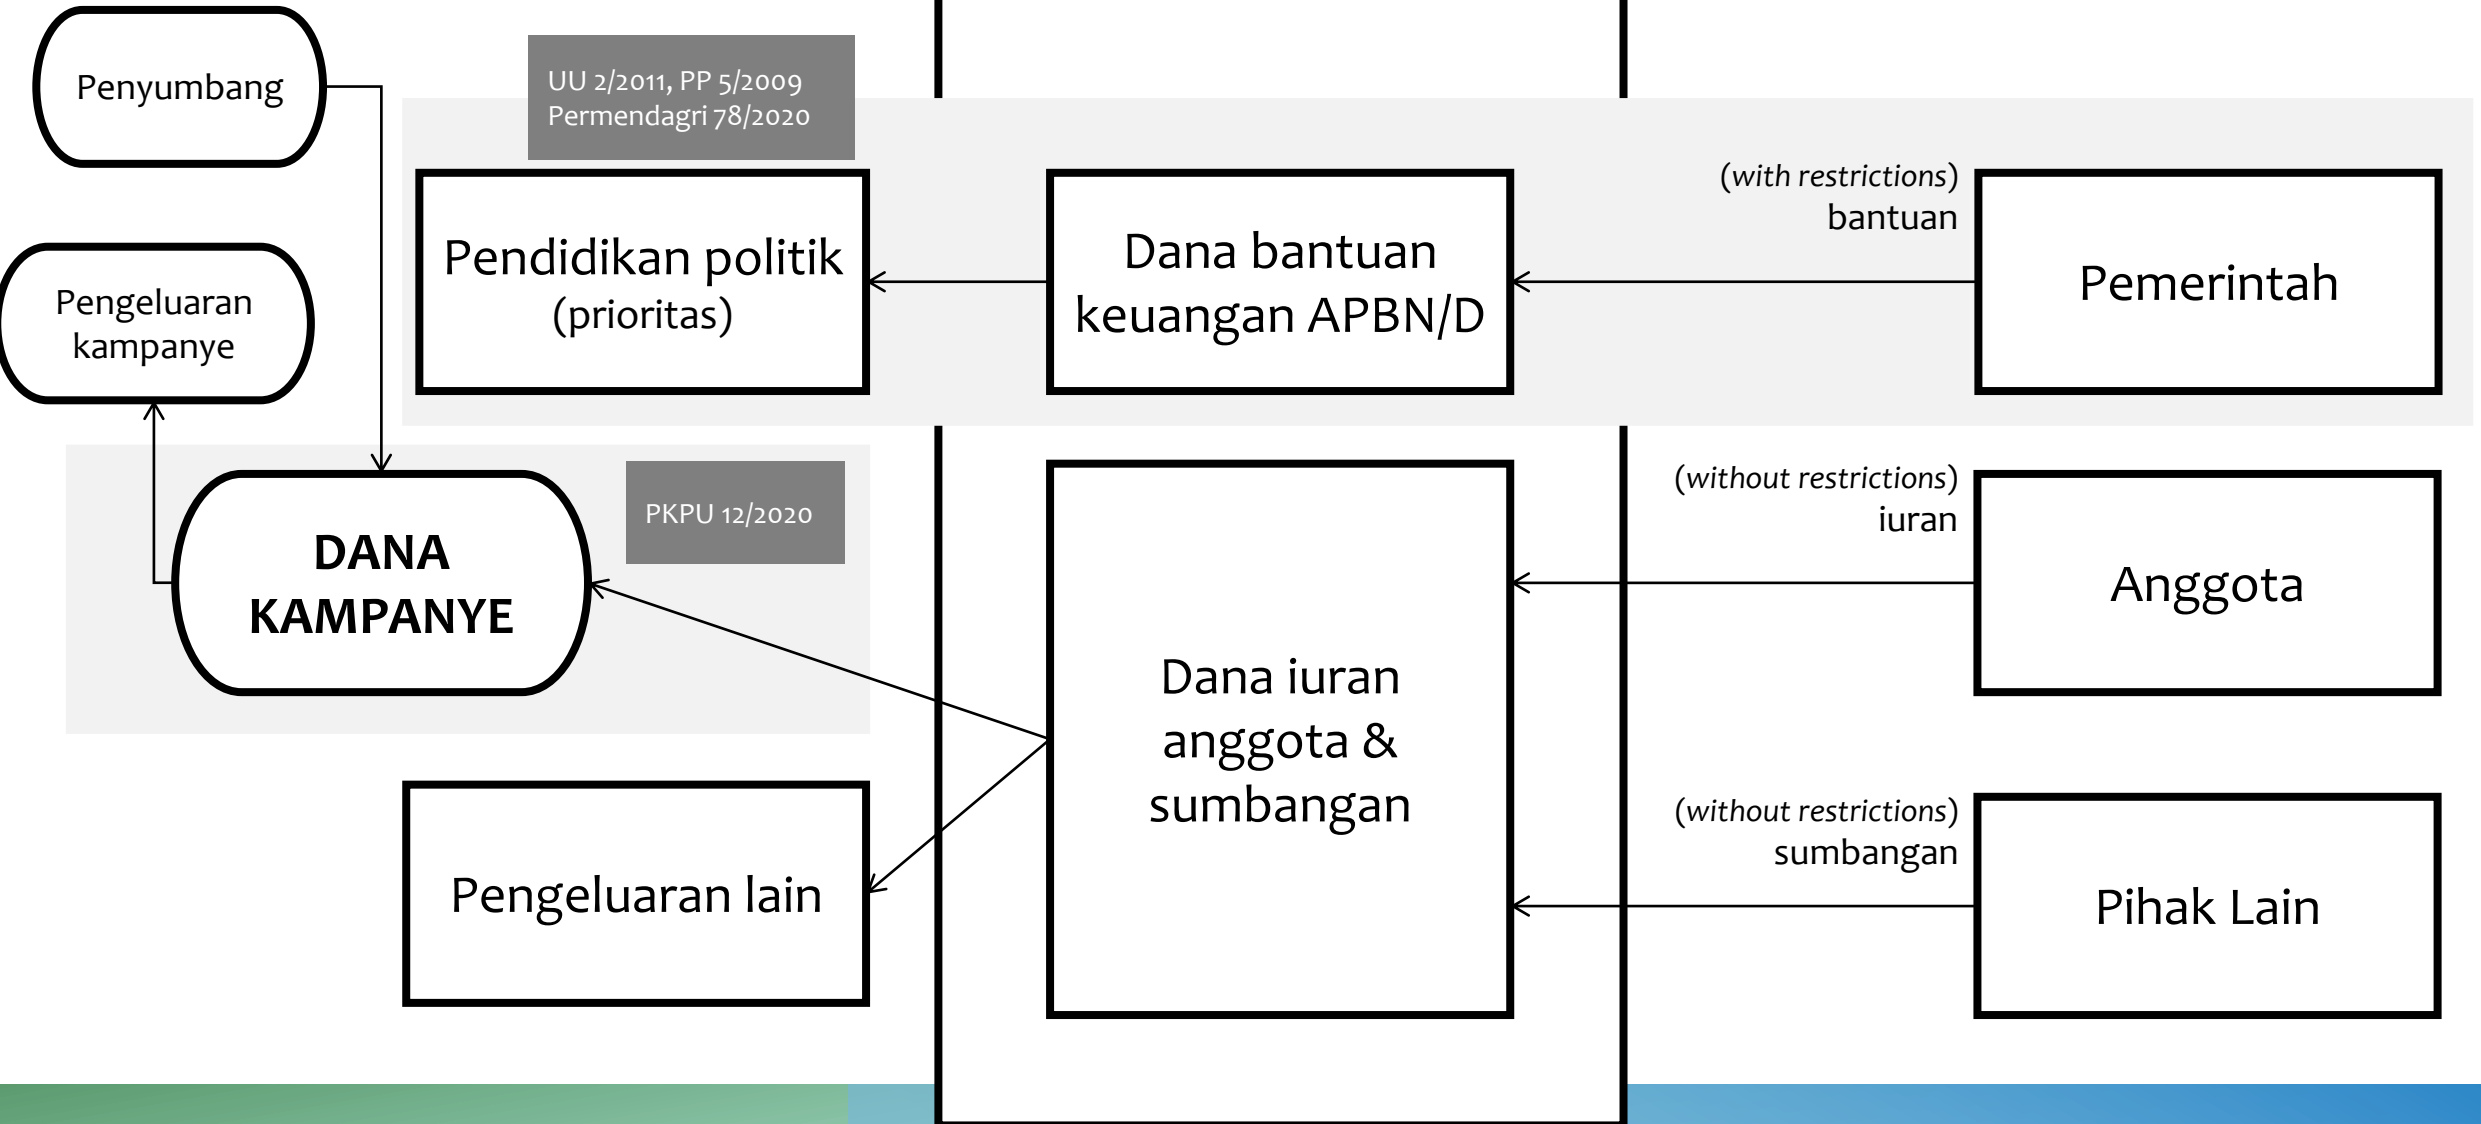 Penyumbang
UU 2/2011, PP 5/2009
Permendagri 78/2020
Pengeluaran
kampanye
Pendidikan politik
(prioritas)
Dana bantuan
keuangan APBN/D
(with restrictions)
bantuan
Pemerintah
DANA
KAMPANYE
PKPU 12/2020
Dana iuran
anggota &
sumbangan
(without restrictions)
iuran
Anggota
Pengeluaran lain
(without restrictions)
sumbangan
Pihak Lain